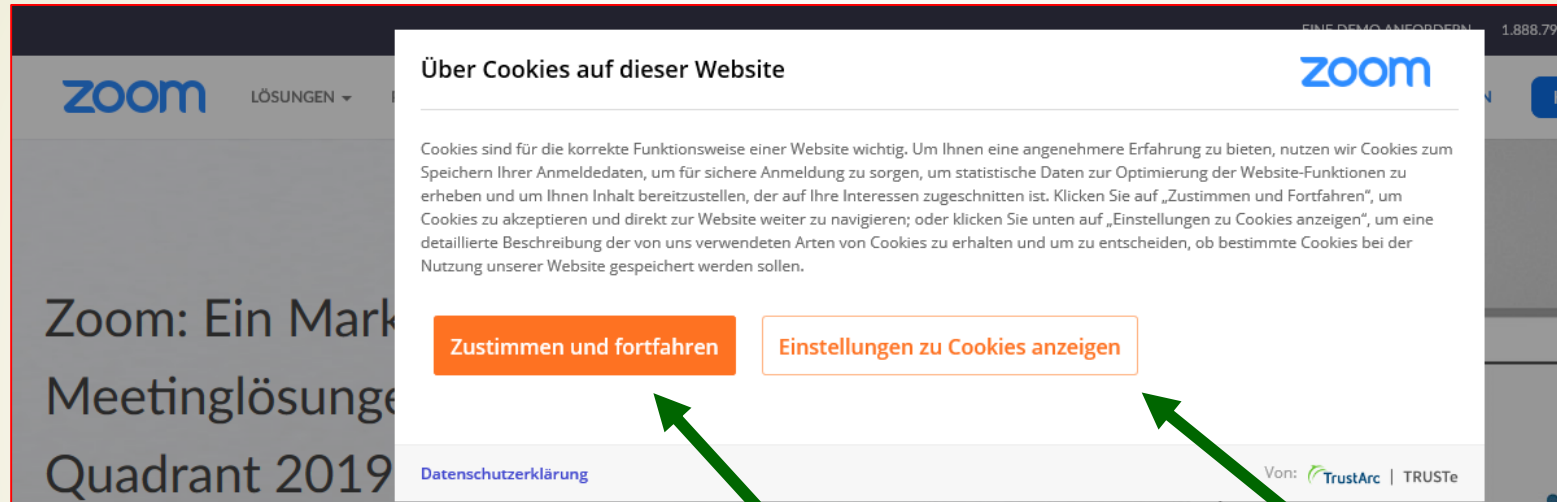 EINE DEMO ANFORDERN 1.888.79
zoom LÖSUNGEN
Über Cookies auf dieser Website
zoom
Cookies sind für die korrekte Funktionsweise einer Website wichtig. Um Ihnen eine angenehmere Erfahrung zu bieten, nutzen wir Cookies zum
Speichern Ihrer Anmeldedaten, um für sichere Anmeldung zu sorgen, um statistische Daten zur Optimierung der Website-Funktionen zu
erheben und um Ihnen Inhalt bereitzustellen, der auf Ihre Interessen zugeschnitten ist. Klicken Sie auf „Zustimmen und Fortfahren“, um
Cookies zu akzeptieren und direkt zur Website weiter zu navigieren; oder klicken Sie unten auf „Einstellungen zu Cookies anzeigen“, um eine
detaillierte Beschreibung der von uns verwendeten Arten von Cookies zu erhalten und um zu entscheiden, ob bestimmte Cookies bei der
Nutzung unserer Website gespeichert werden sollen.
Zustimmen und fortfahren Einstellungen zu Cookies anzeigen
Datenschutzerklärung
Von: TrustArc | TRUSTe
Zoom: Ein Mark
Meetinglösunge
Quadrant 2019